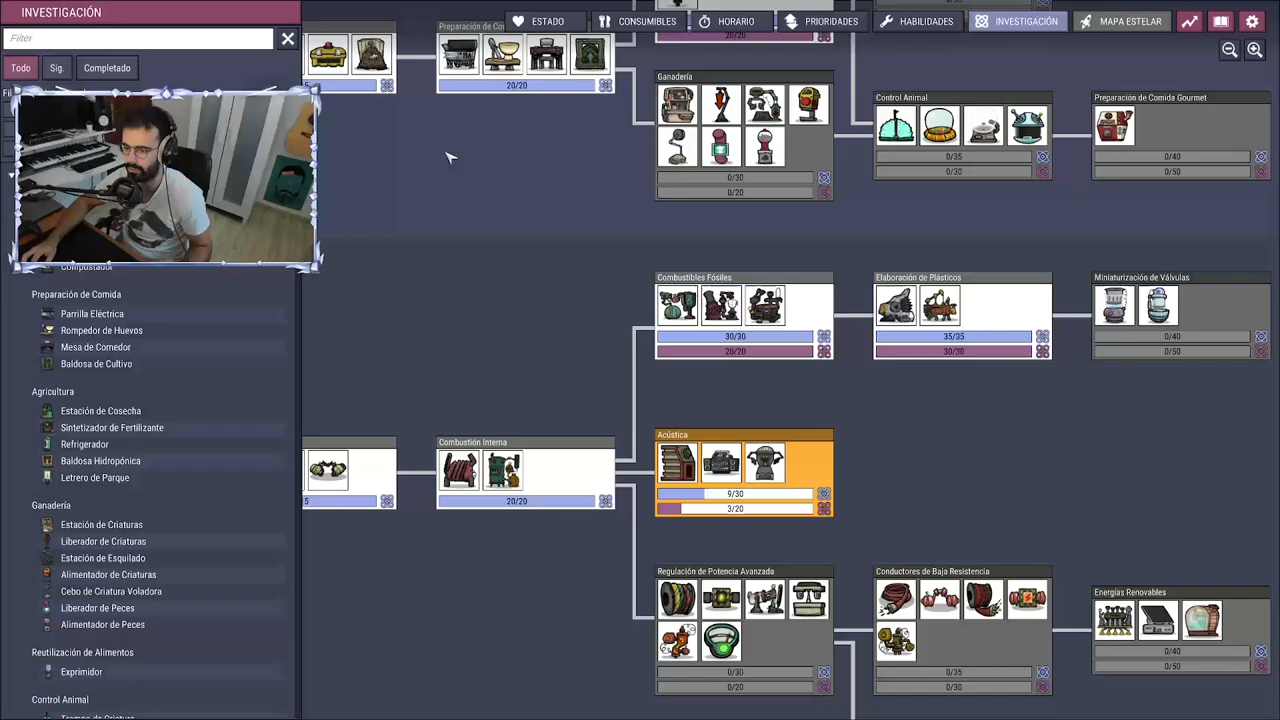 INVESTIGACIÓN
ESTADO
CONSUMIBLES
HORARIO
PRIORIDADES
HABILIDADES
INVESTIGACIÓN
MAPA ESTELAR
Filter
Todo
Sig.
Completado
Preparación de Co
20/20
20/20
Ganadería
0/30
0/20
Control Animal
0/35
0/30
Preparación de Comida Gourmet
0/40
0/50
Compostador
Preparación de Comida
Parrilla Eléctrica
Rompedor de Huevos
Mesa de Comedor
Baldosa de Cultivo
Agricultura
Estación de Cosecha
Sintetizador de Fertilizante
Refrigerador
Baldosa Hidropónica
Letrero de Parque
Ganadería
Estación de Criaturas
Liberador de Criaturas
Estación de Esquilado
Alimentador de Criaturas
Cebo de Criatura Voladora
Liberador de Peces
Alimentador de Peces
Reutilización de Alimentos
Exprimidor
Control Animal
Combustibles Fósiles
30/30
20/20
Elaboración de Plásticos
35/35
30/30
Miniaturización de Válvulas
0/40
0/50
Combustión Interna
20/20
Acústica
9/30
3/20
Regulación de Potencia Avanzada
0/30
0/20
Conductores de Baja Resistencia
0/35
0/30
Energías Renovables
0/40
0/50